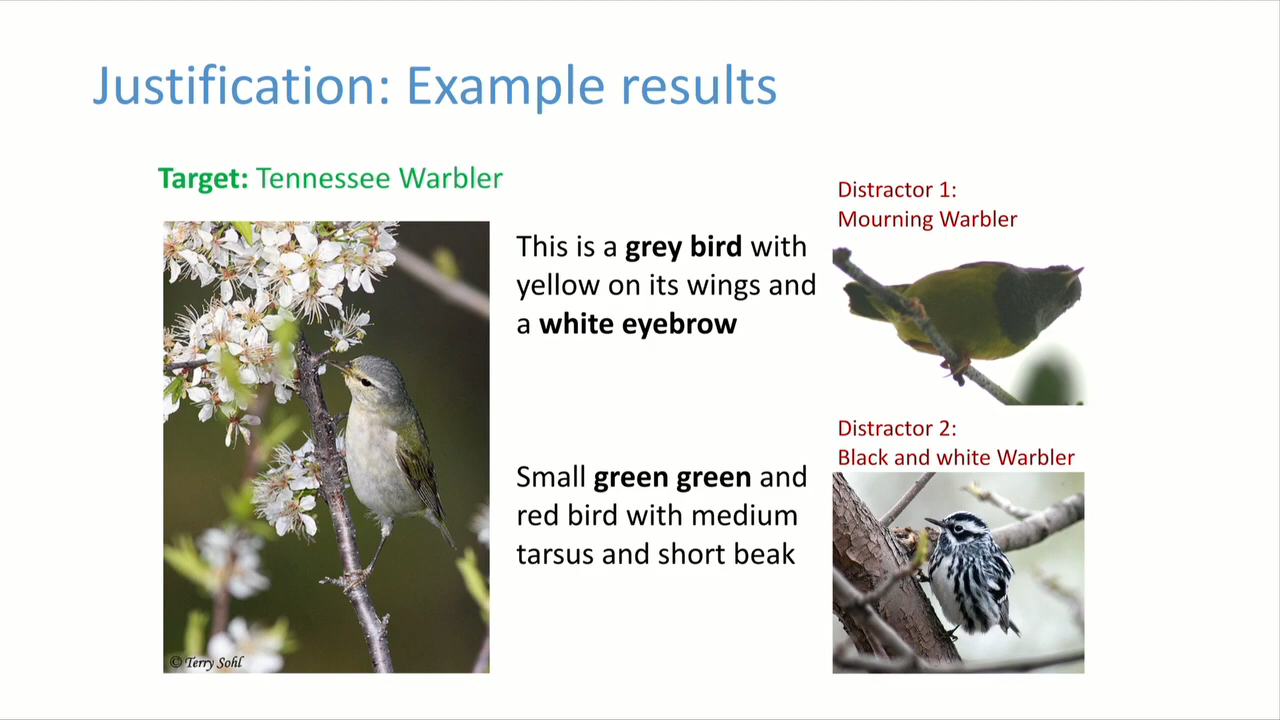 Justification: Example results
Target: Tennessee Warbler
This is a grey bird with
yellow on its wings and
a white eyebrow
Small green green and
red bird with medium
tarsus and short beak
Distractor 1:
Mourning Warbler
Distractor 2:
Black and white Warbler
© Terry Sohl